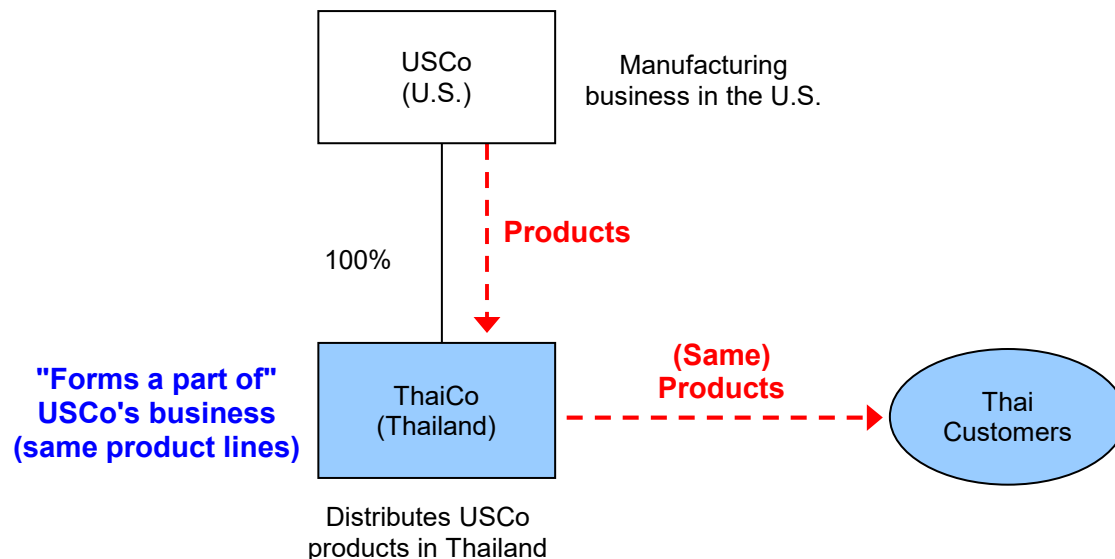 USCo
(U.S.)
Manufacturing
business in the U.S.
Products
100%
"Forms a part of"
USCo's business
(same product lines)
ThaiCo
(Thailand)
(Same)
Products
Thai
Customers
Distributes USCo
products in Thailand